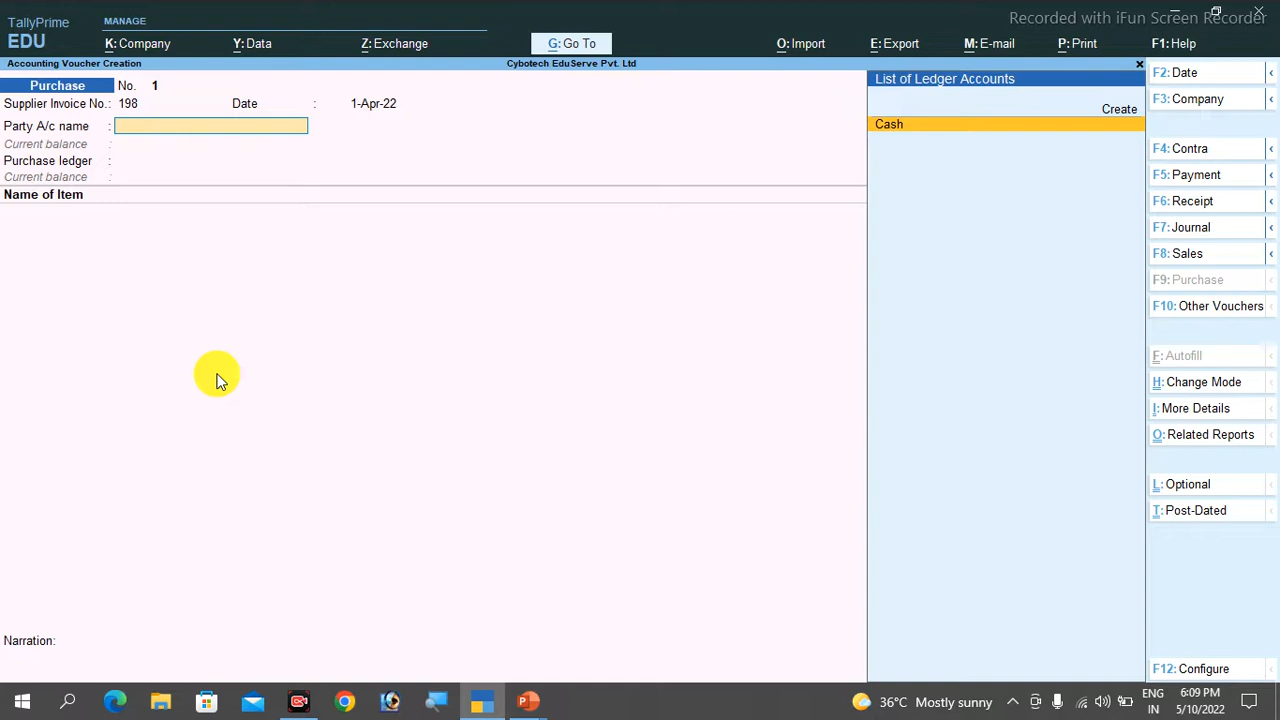 Recorded with iFun Screen Recorder
TallyPrime
EDU
MANAGE
K: Company
Y: Data
Z: Exchange
G: Go To
O: Import
E: Export
M: E-mail
P: Print
F1: Help
Accounting Voucher Creation
Cybotech EduServe Pvt. Ltd
Purchase No. 1
Supplier Invoice No.: 198 Date : 1-Apr-22
Party A/c name :
Current balance :
Purchase ledger :
Current balance :
Name of Item
Narration:
List of Ledger Accounts
Create
Cash
F2: Date
F3: Company
F4: Contra
F5: Payment
F6: Receipt
F7: Journal
F8: Sales
F9: Purchase
F10: Other Vouchers
F: Autofill
H: Change Mode
I: More Details
O: Related Reports
L: Optional
T: Post-Dated
F12: Configure
36°C Mostly sunny
ENG
IN
6:09 PM
5/10/2022